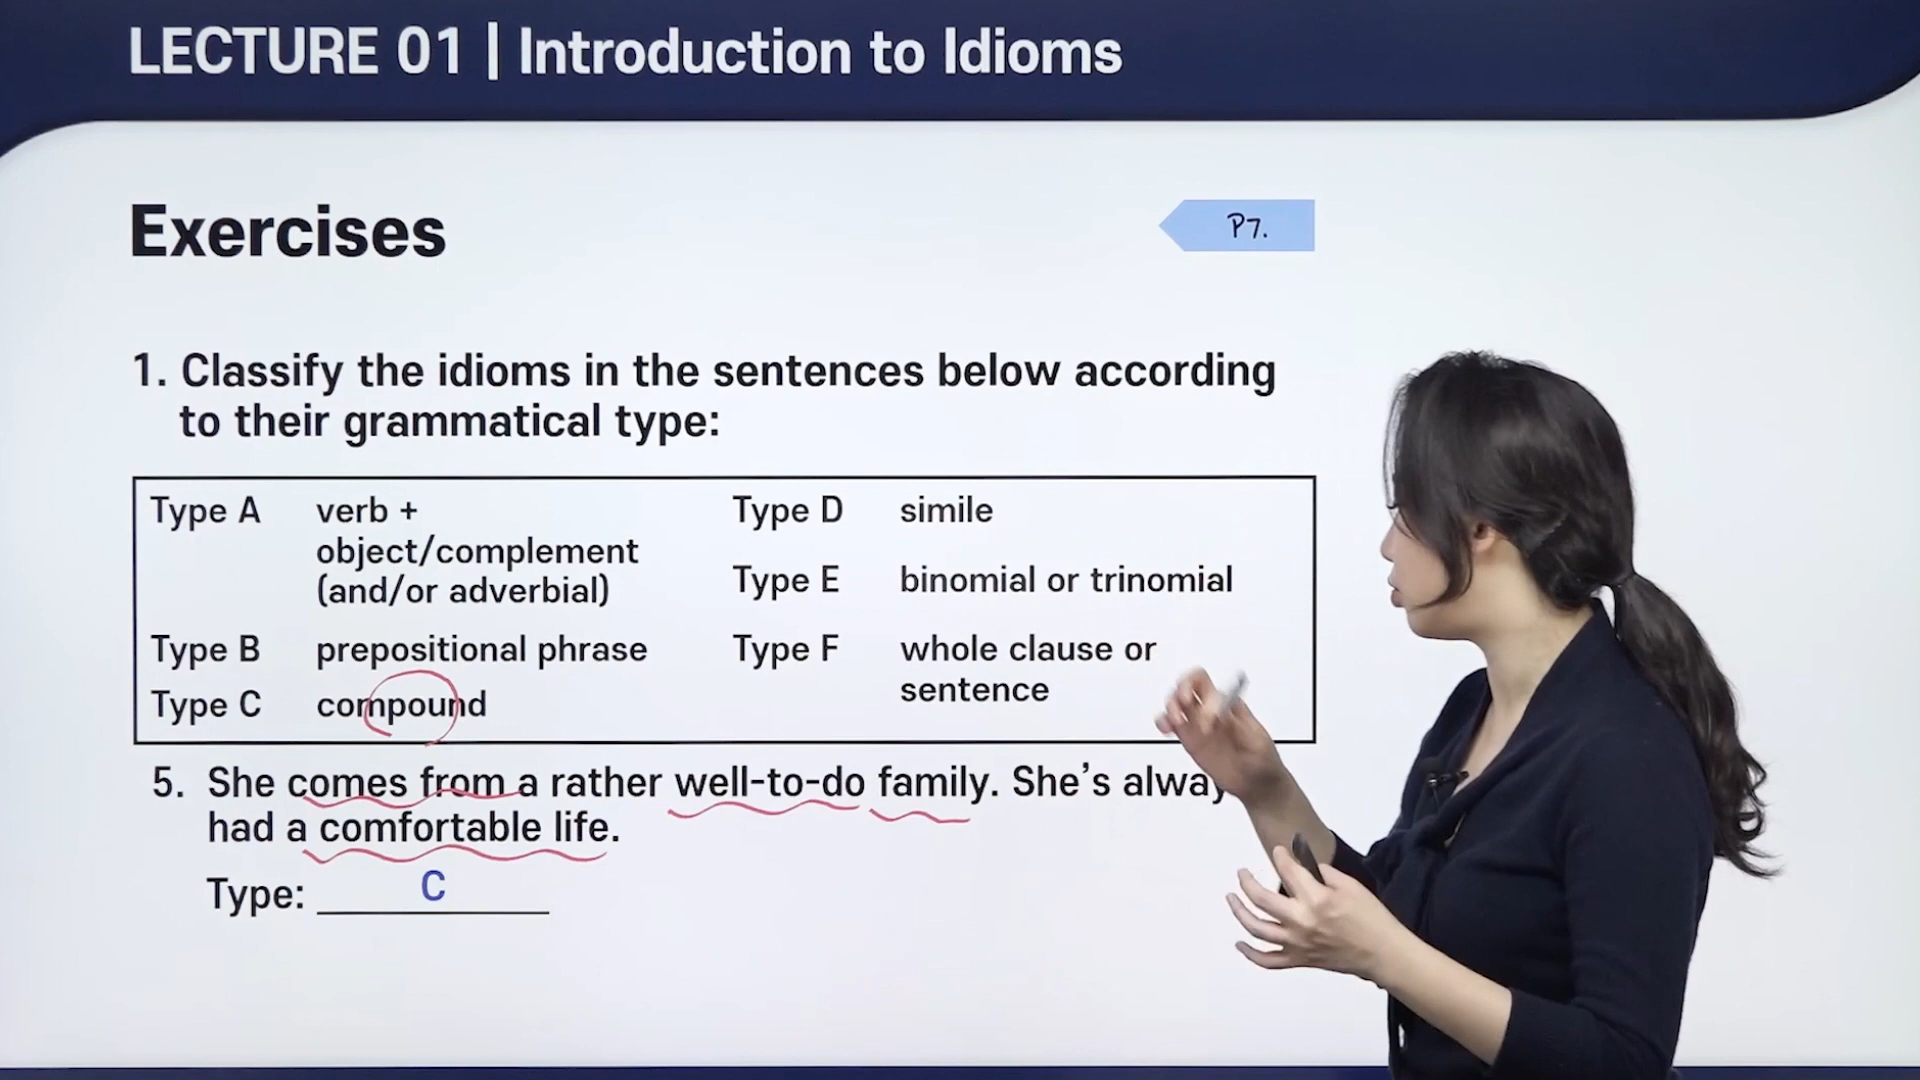 LECTURE 01 | Introduction to Idioms
Exercises
P7.
1. Classify the idioms in the sentences below according
to their grammatical type:
Type A verb +
object/complement
(and/or adverbial)
Type B prepositional phrase
Type C compound
Type D simile
Type E binomial or trinomial
Type F whole clause or
sentence
5. She comes from a rather well-to-do family. She's alway
had a comfortable life.
Type: C